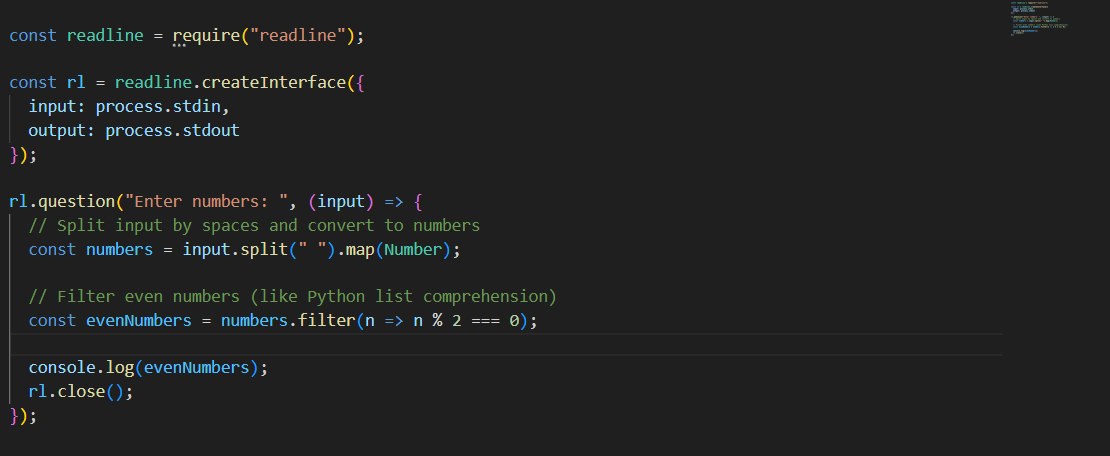 const readline = require("readline");

const rl = readline.createInterface({
  input: process.stdin,
  output: process.stdout
});

rl.question("Enter numbers: ", (input) => {
  // Split input by spaces and convert to numbers
  const numbers = input.split(" ").map(Number);

  // Filter even numbers (like Python list comprehension)
  const evenNumbers = numbers.filter(n => n % 2 === 0);

  console.log(evenNumbers);
  rl.close();
});